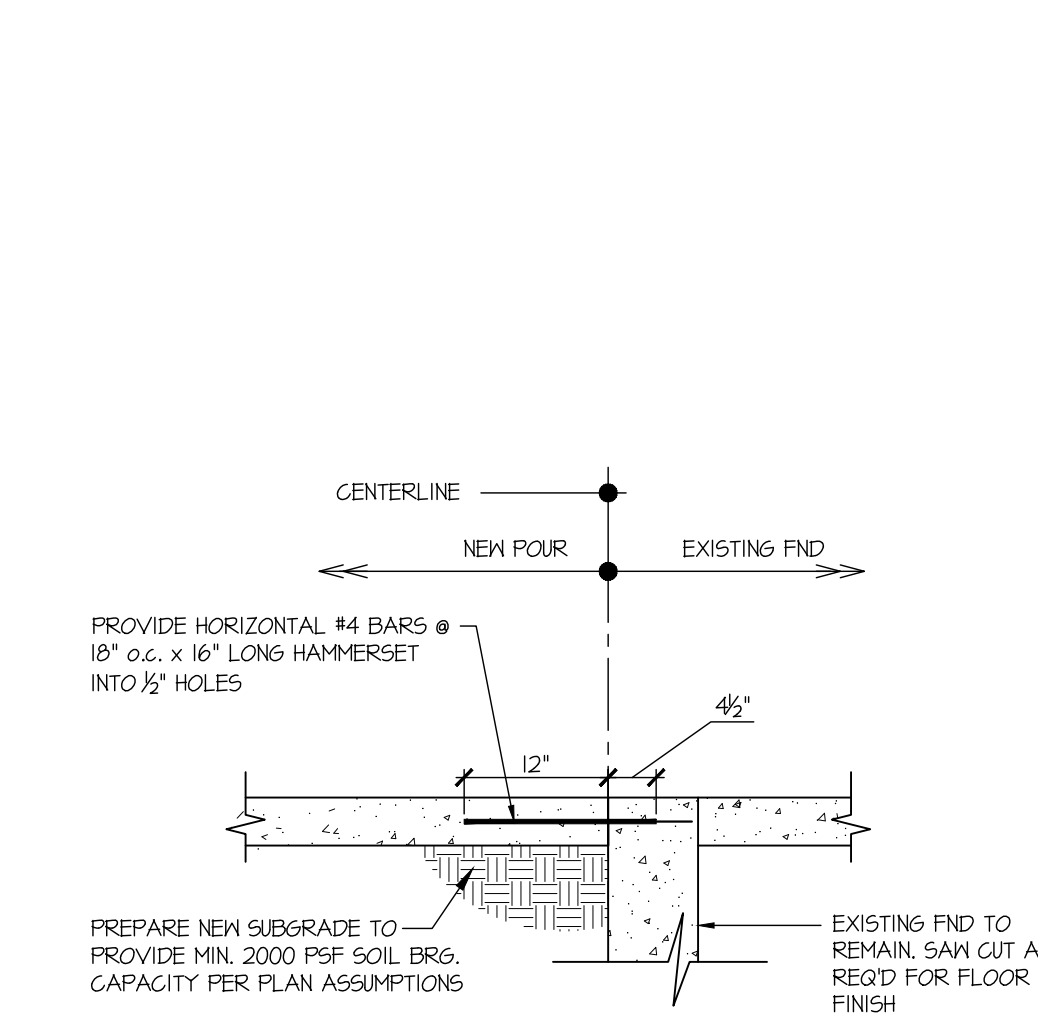 CENTERLINE
NEW POUR
EXISTING FND
PROVIDE HORIZONTAL #4 BARS @
18" O.C. X 16" LONG HAMMERSET
INTO ½" HOLES
4½"
12"
PREPARE NEW SUBGRADE TO
PROVIDE MIN. 2000 PSF SOIL BRG.
CAPACITY PER PLAN ASSUMPTIONS
EXISTING FND TO
REMAIN. SAW CUT A
REQ'D FOR FLOOR
FINISH